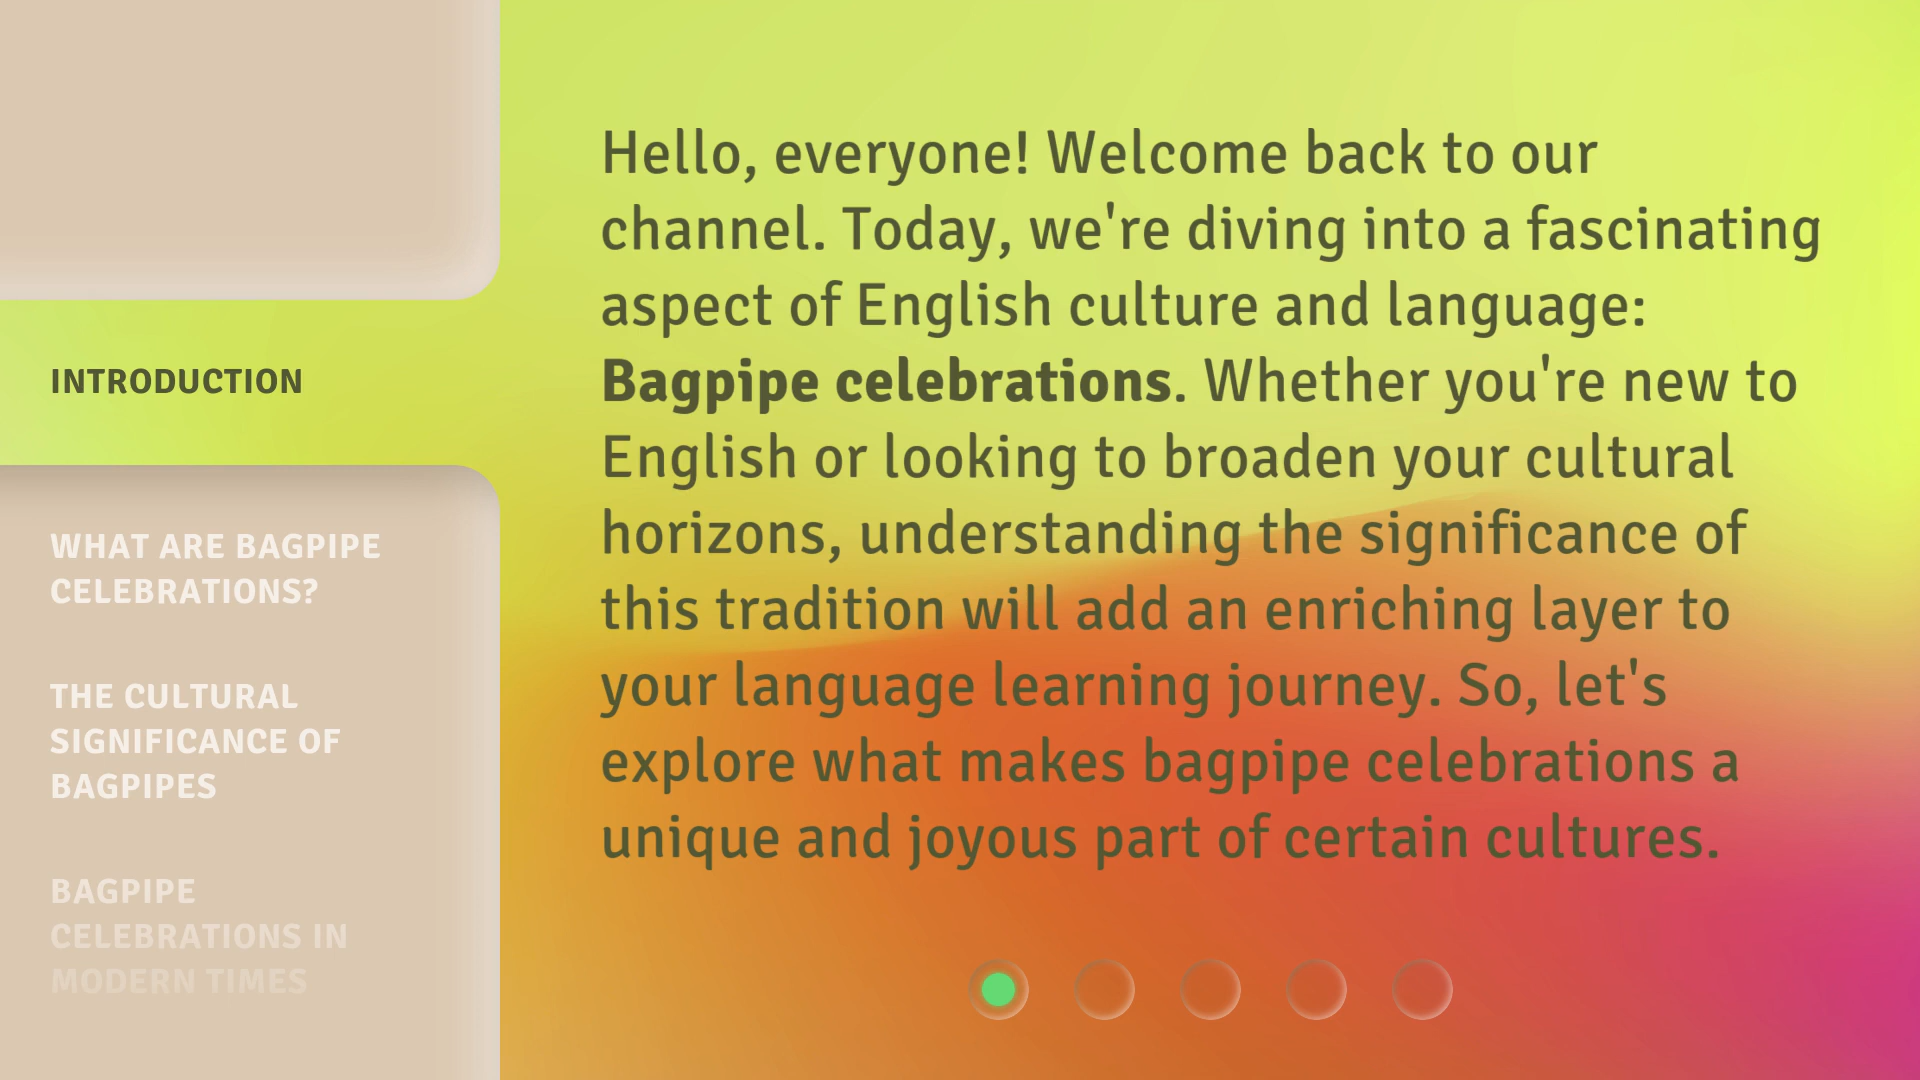 INTRODUCTION
WHAT ARE BAGPIPE
CELEBRATIONS?
THE CULTURAL
SIGNIFICANCE OF
BAGPIPES
BAGPIPE
CELEBRATIONS IN
MODERN TIMES
Hello, everyone! Welcome back to our
channel. Today, we're diving into a fascinating
aspect of English culture and language:
Bagpipe celebrations. Whether you're new to
English or looking to broaden your cultural
horizons, understanding the significance of
this tradition will add an enriching layer to
your language learning journey. So, let's
explore what makes bagpipe celebrations a
unique and joyous part of certain cultures.